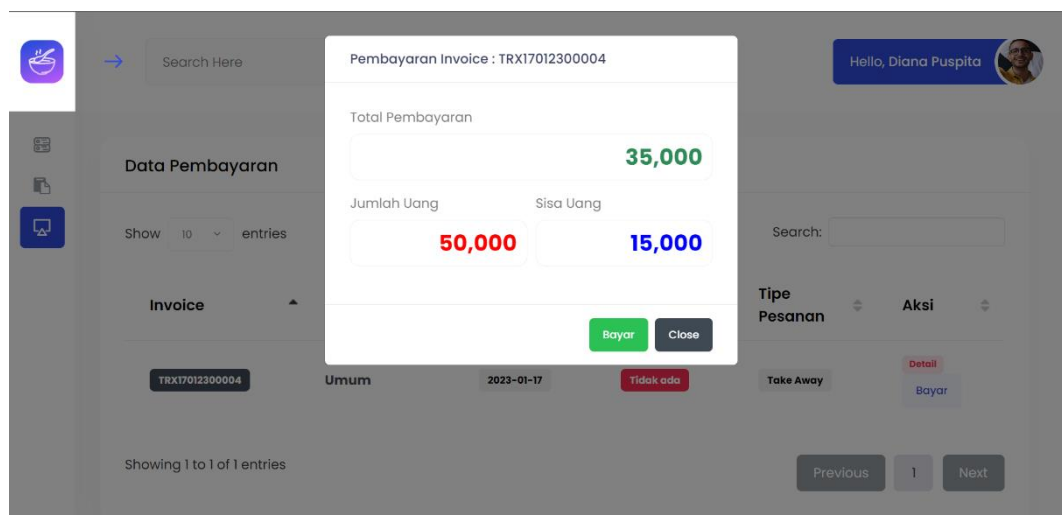 Search Here
Hello, Diana Puspita
Pembayaran Invoice : TRX17012300004
Total Pembayaran
35,000
Jumlah Uang Sisa Uang
50,000 15,000
Bayar Close
Data Pembayaran
Show 10 entries Search:
Invoice Tipe Pesanan Aksi
TRX17012300004 Umum 2023-01-17 Tidak ada Take Away Detail
Bayar
Showing 1 to 1 of 1 entries Previous 1 Next